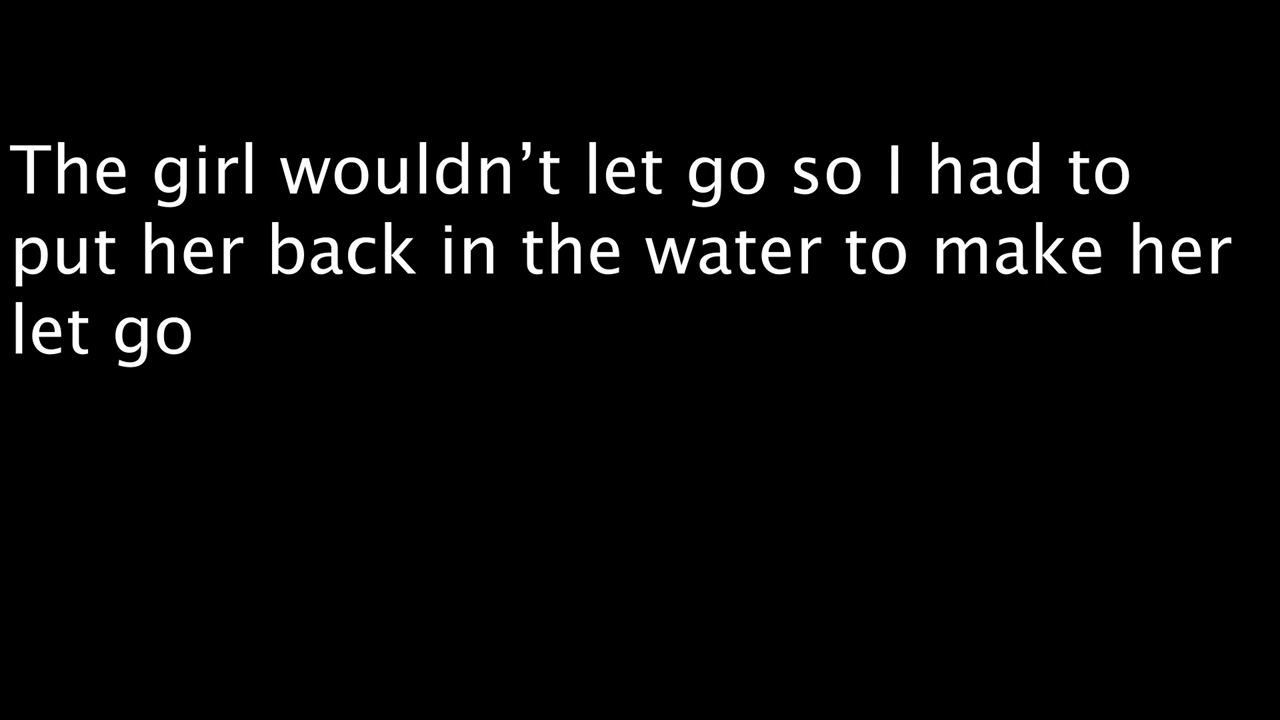 The girl wouldn’t let go so I had to
put her back in the water to make her
let go